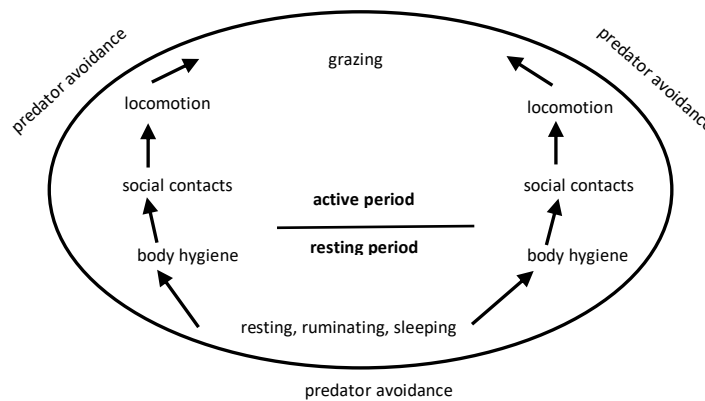 predator avoidance
grazing
predator avoidance
locomotion
locomotion
social contacts
social contacts
active period
resting period
body hygiene
body hygiene
resting, ruminating, sleeping
predator avoidance